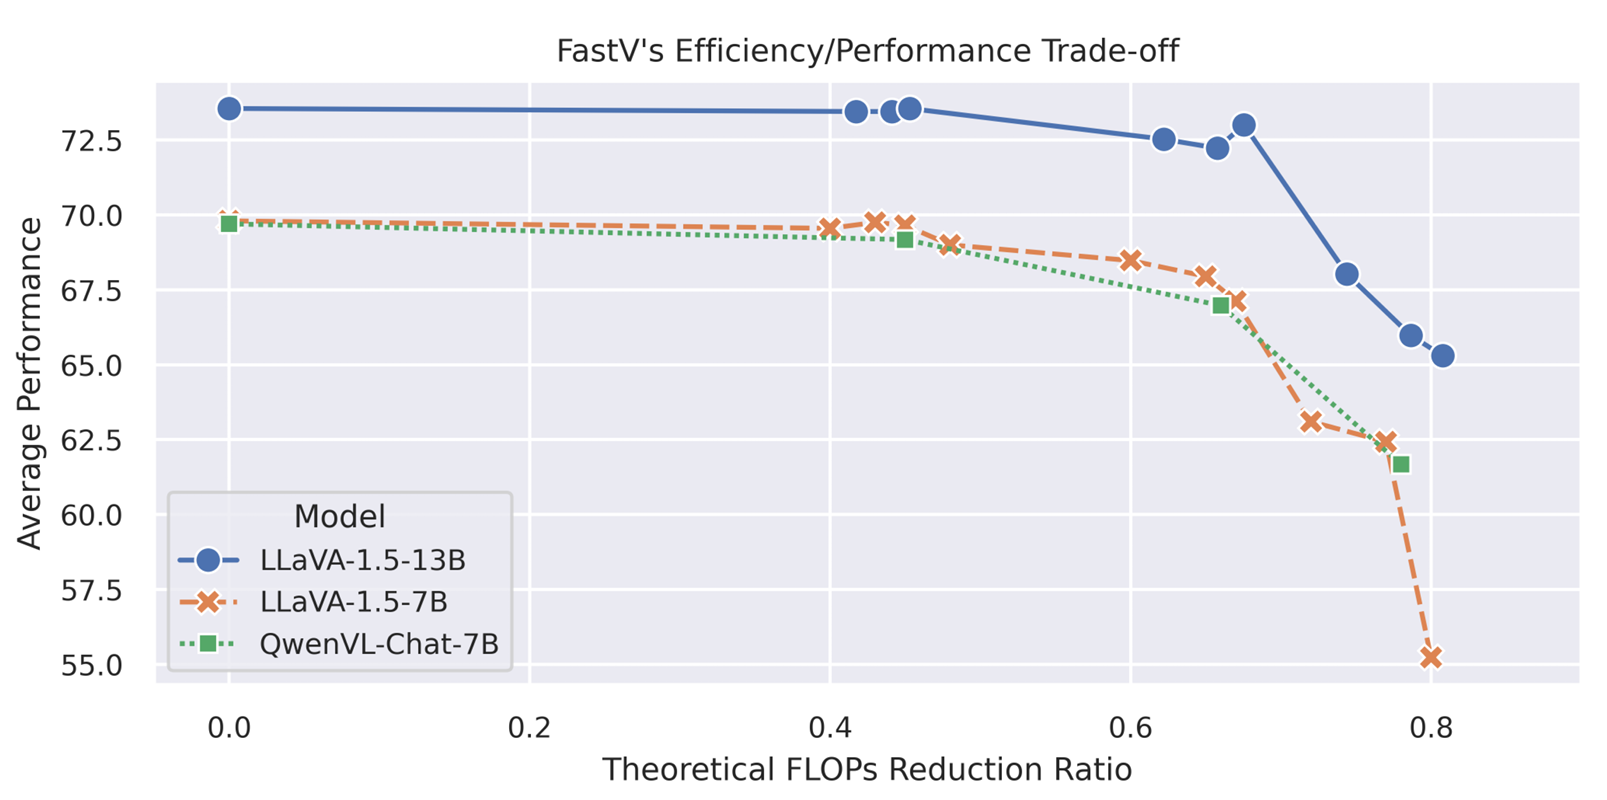 FastV's Efficiency/Performance Trade-off
Average Performance
72.5
70.0
67.5
65.0
62.5
60.0
57.5
55.0
Model
LLaVA-1.5-13B
LLaVA-1.5-7B
QwenVL-Chat-7B
0.0 0.2 0.4 0.6 0.8
Theoretical FLOPs Reduction Ratio